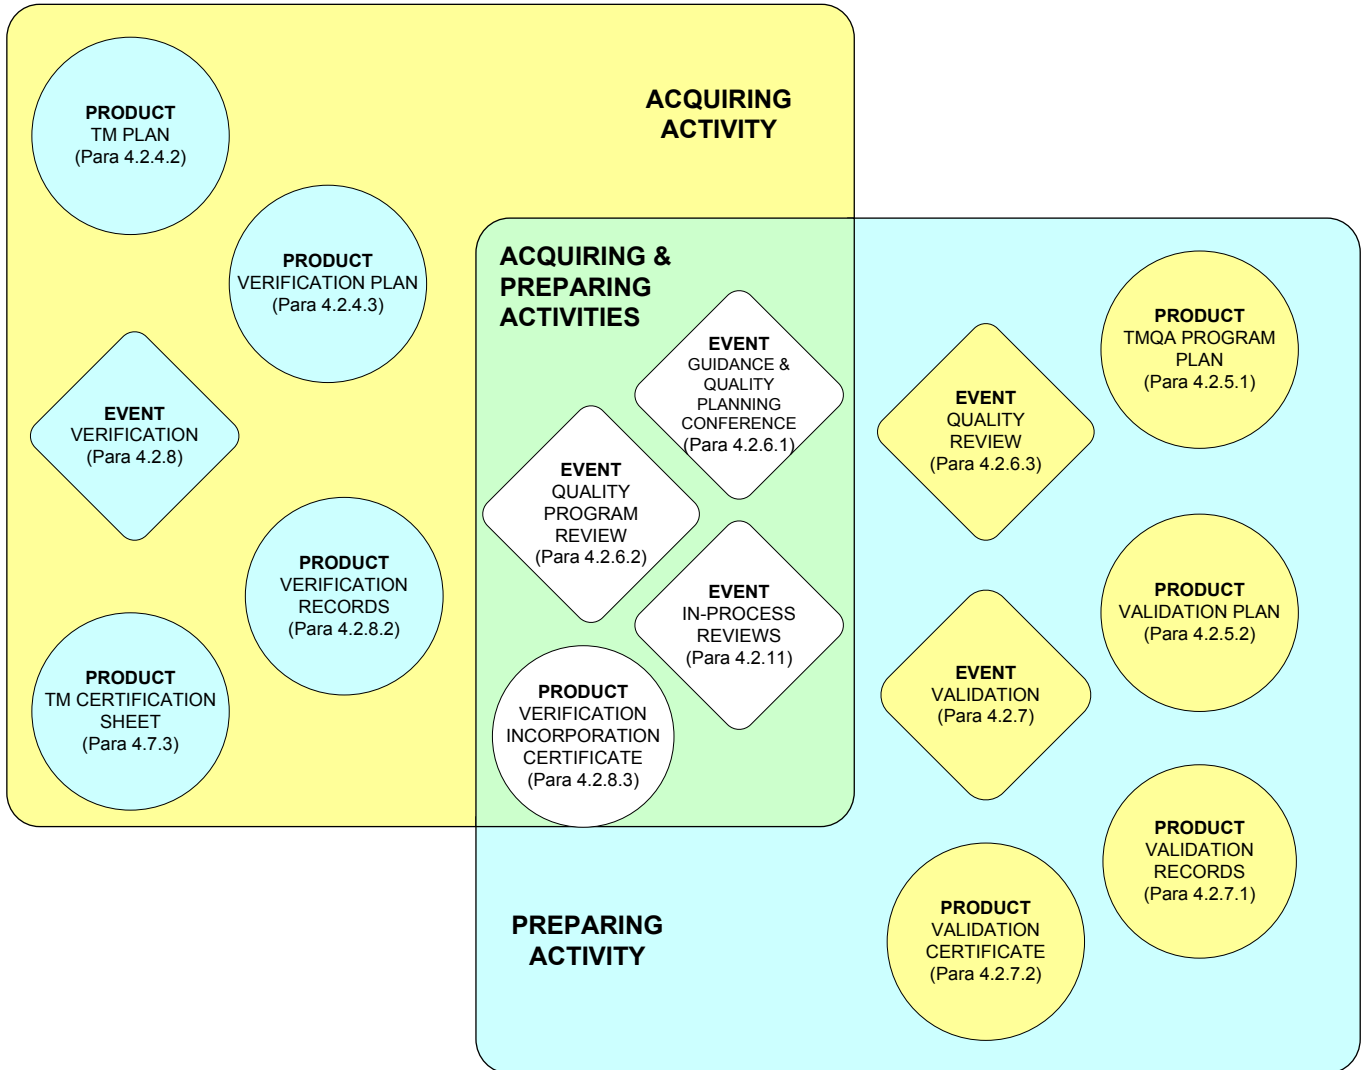 ACQUIRING
ACTIVITY
PRODUCT
TM PLAN
(Para 4.2.4.2)
PRODUCT
VERIFICATION PLAN
(Para 4.2.4.3)
EVENT
VERIFICATION
(Para 4.2.8)
PRODUCT
VERIFICATION
RECORDS
(Para 4.2.8.2)
PRODUCT
TM CERTIFICATION
SHEET
(Para 4.7.3)
ACQUIRING &
PREPARING
ACTIVITIES
EVENT
GUIDANCE &
QUALITY
PLANNING
CONFERENCE
(Para 4.2.6.1)
EVENT
QUALITY
PROGRAM
REVIEW
(Para 4.2.6.2)
EVENT
IN-PROCESS
REVIEWS
(Para 4.2.11)
PRODUCT
VERIFICATION
INCORPORATION
CERTIFICATE
(Para 4.2.8.3)
PRODUCT
TMQA PROGRAM
PLAN
(Para 4.2.5.1)
EVENT
QUALITY
REVIEW
(Para 4.2.6.3)
PRODUCT
VALIDATION PLAN
(Para 4.2.5.2)
EVENT
VALIDATION
(Para 4.2.7)
PRODUCT
VALIDATION
RECORDS
(Para 4.2.7.1)
PRODUCT
VALIDATION
CERTIFICATE
(Para 4.2.7.2)
PREPARING
ACTIVITY